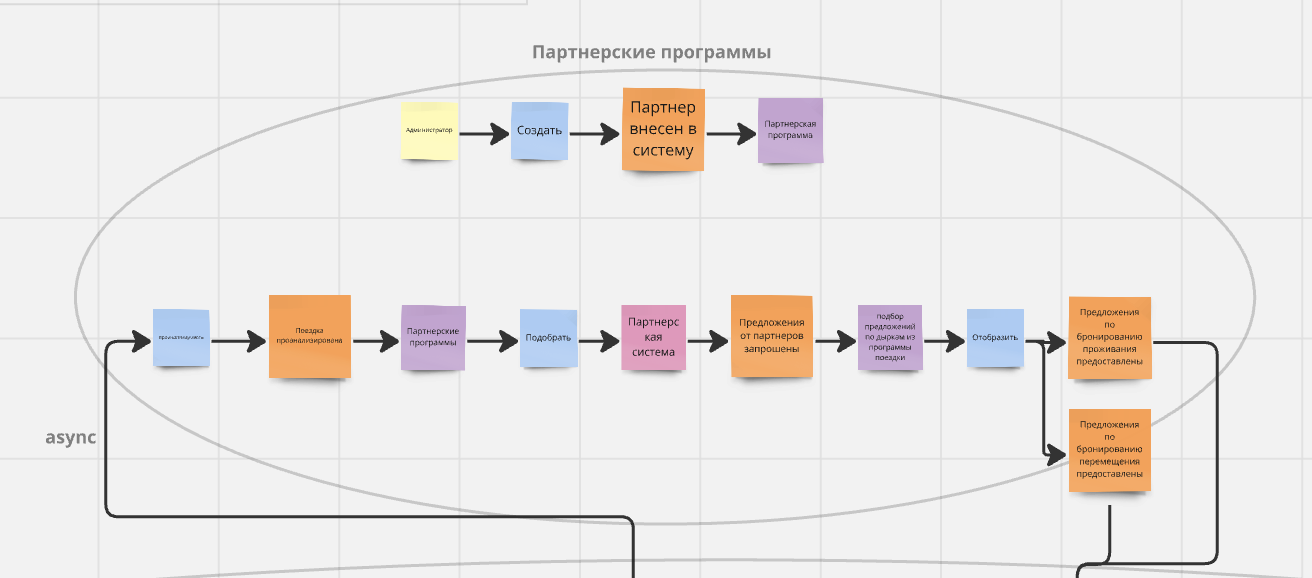 Партнерские программы
Администратор
Создать
Партнер
внесен в
систему
Партнерская
программа
Поездка
проанализирована
Партнерские
программы
Подобрать
Партнерс
кая
система
Предложения
от партнеров
запрошены
Подбор
предложений
по дыркам из
программы
поездки
Отобразить
Предложения
по
бронированию
проживания
предоставлены
Предложения
по
бронированию
перемещения
предоставлены
async